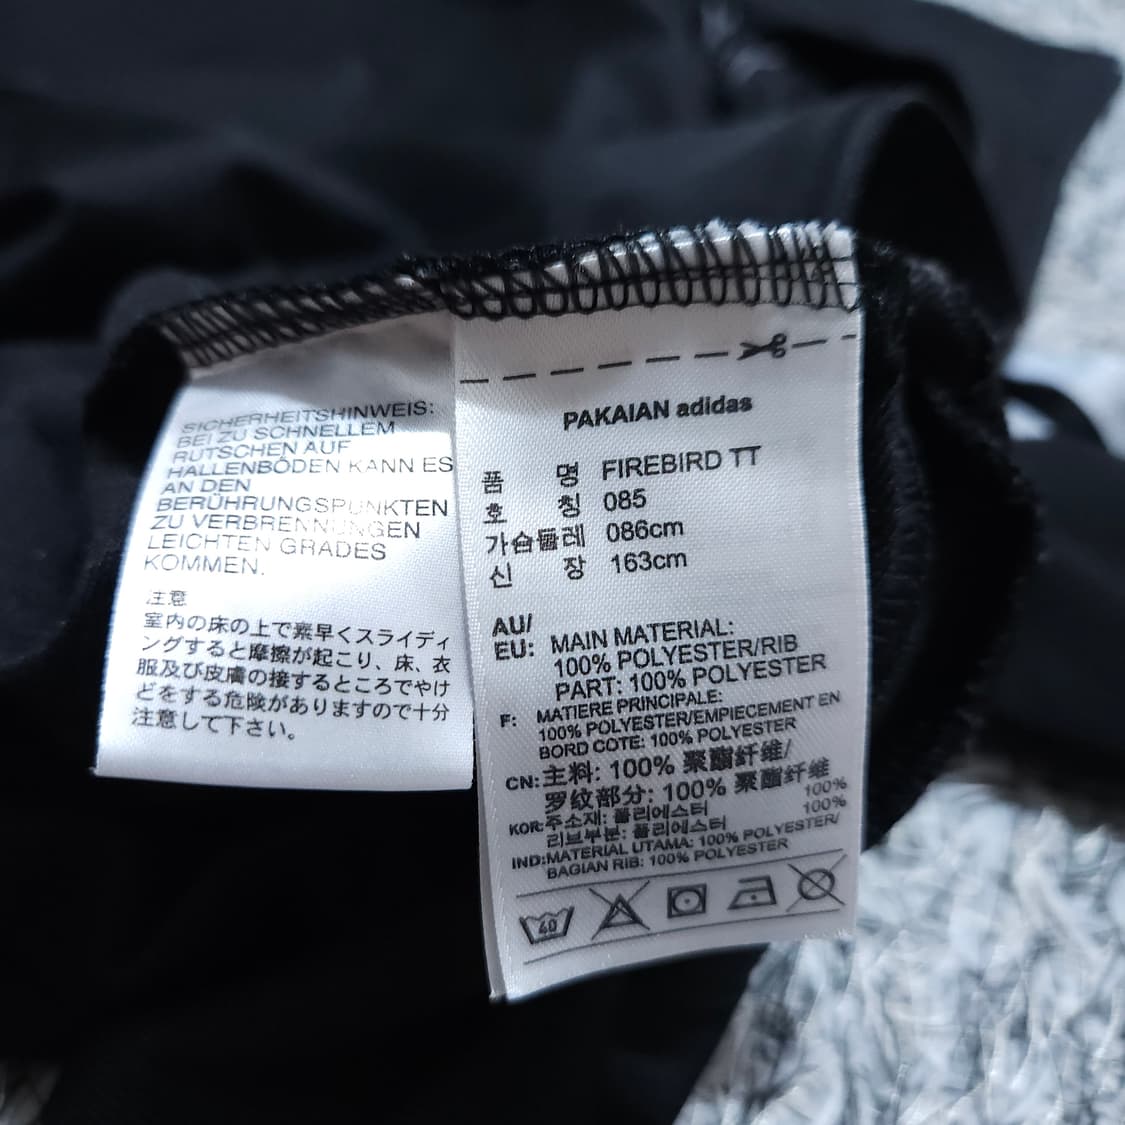 SICHERHEITSHINWEIS:
BEI ZU SCHNELLEM
RUTSCHEN AUF
HALLENBÖDEN KANN ES
AN DEN
BERÜHRUNGSPUNKTEN
ZU VERBRENNUNGEN
LEICHTEN GRADES
KOMMEN.
注意
室内の床の上で素早くスライディ
ングすると摩擦が起こり、床、衣
服及び皮膚の接するところでやけ
どをする危険がありますので十分
注意して下さい。
PAKAIAN adidas
품 명 FIREBIRD TT
호 칭 085
가슴둘레 086cm
신 장 163cm
AU/
EU: MAIN MATERIAL:
100% POLYESTER/RIB
PART: 100% POLYESTER
F: MATIERE PRINCIPALE:
100% POLYESTER/EMPIECEMENT EN
BORD COTE: 100% POLYESTER
CN: 主料: 100% 聚酯纤维/
罗纹部分: 100% 聚酯纤维
KOR: 주소재: 폴리에스터 100%
리브부분: 폴리에스터 100%
IND: MATERIAL UTAMA: 100% POLYESTER/
BAGIAN RIB: 100% POLYESTER
40